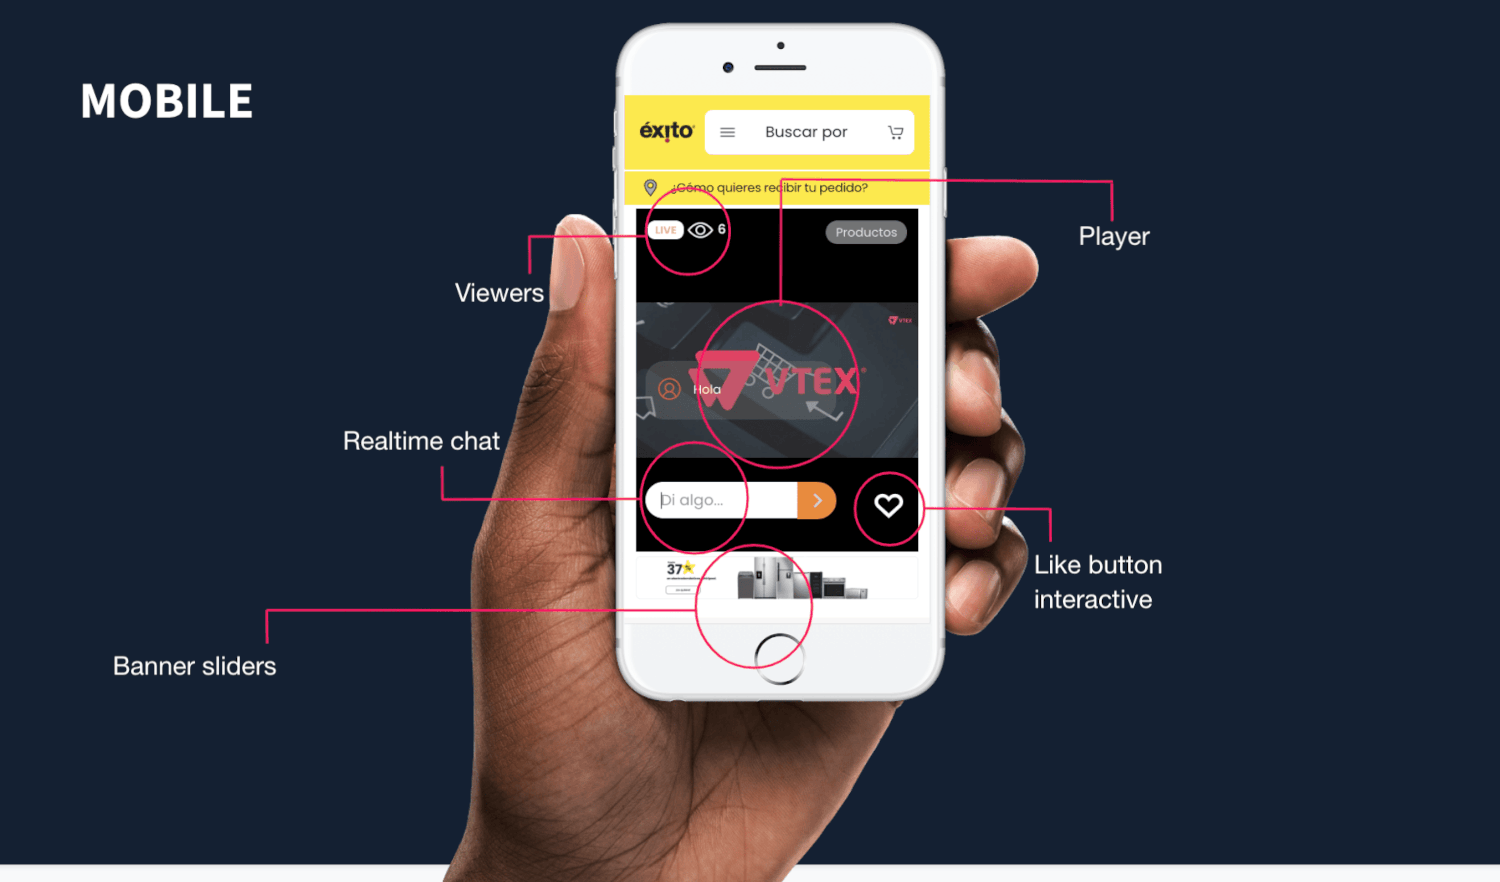 MOBILE
éxito
Buscar por
¿Cómo quieres recibir tu pedido?
LIVE
6
Productos
Player
Viewers
VTEX
VTEX
Hola
Realtime chat
Di algo...
Like button
interactive
37%
Banner sliders